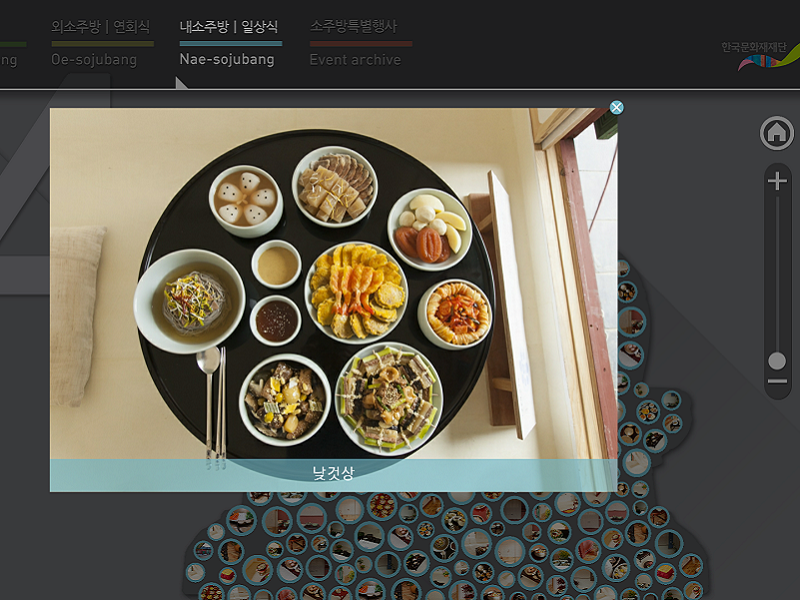 외소주방 | 연회식
내소주방 | 일상식
소주방특별행사
ng
Oe-sojubang
Nae-sojubang
Event archive
한국문화재재단
낮것상